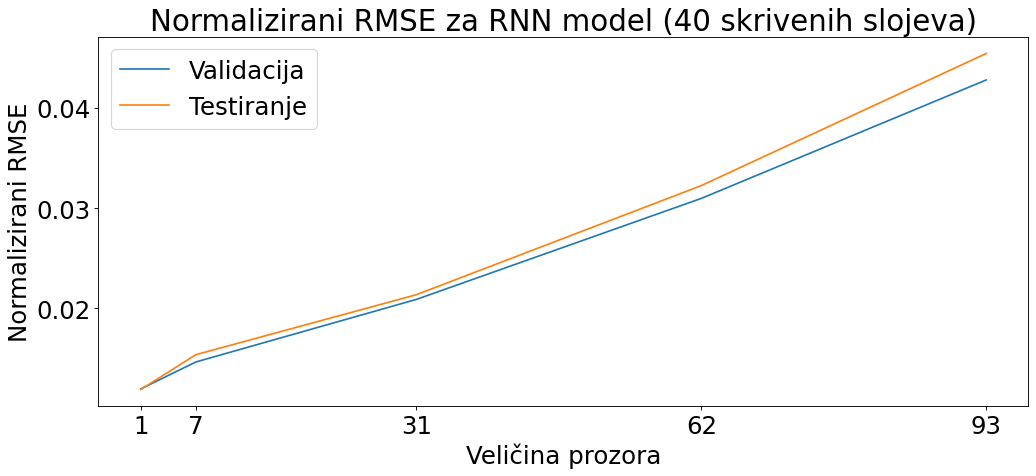 Normalizirani RMSE za RNN model (40 skrivenih slojeva)
Validacija
Testiranje
Normalizirani RMSE
0.04
0.03
0.02
1 7 31 62 93
Veličina prozora